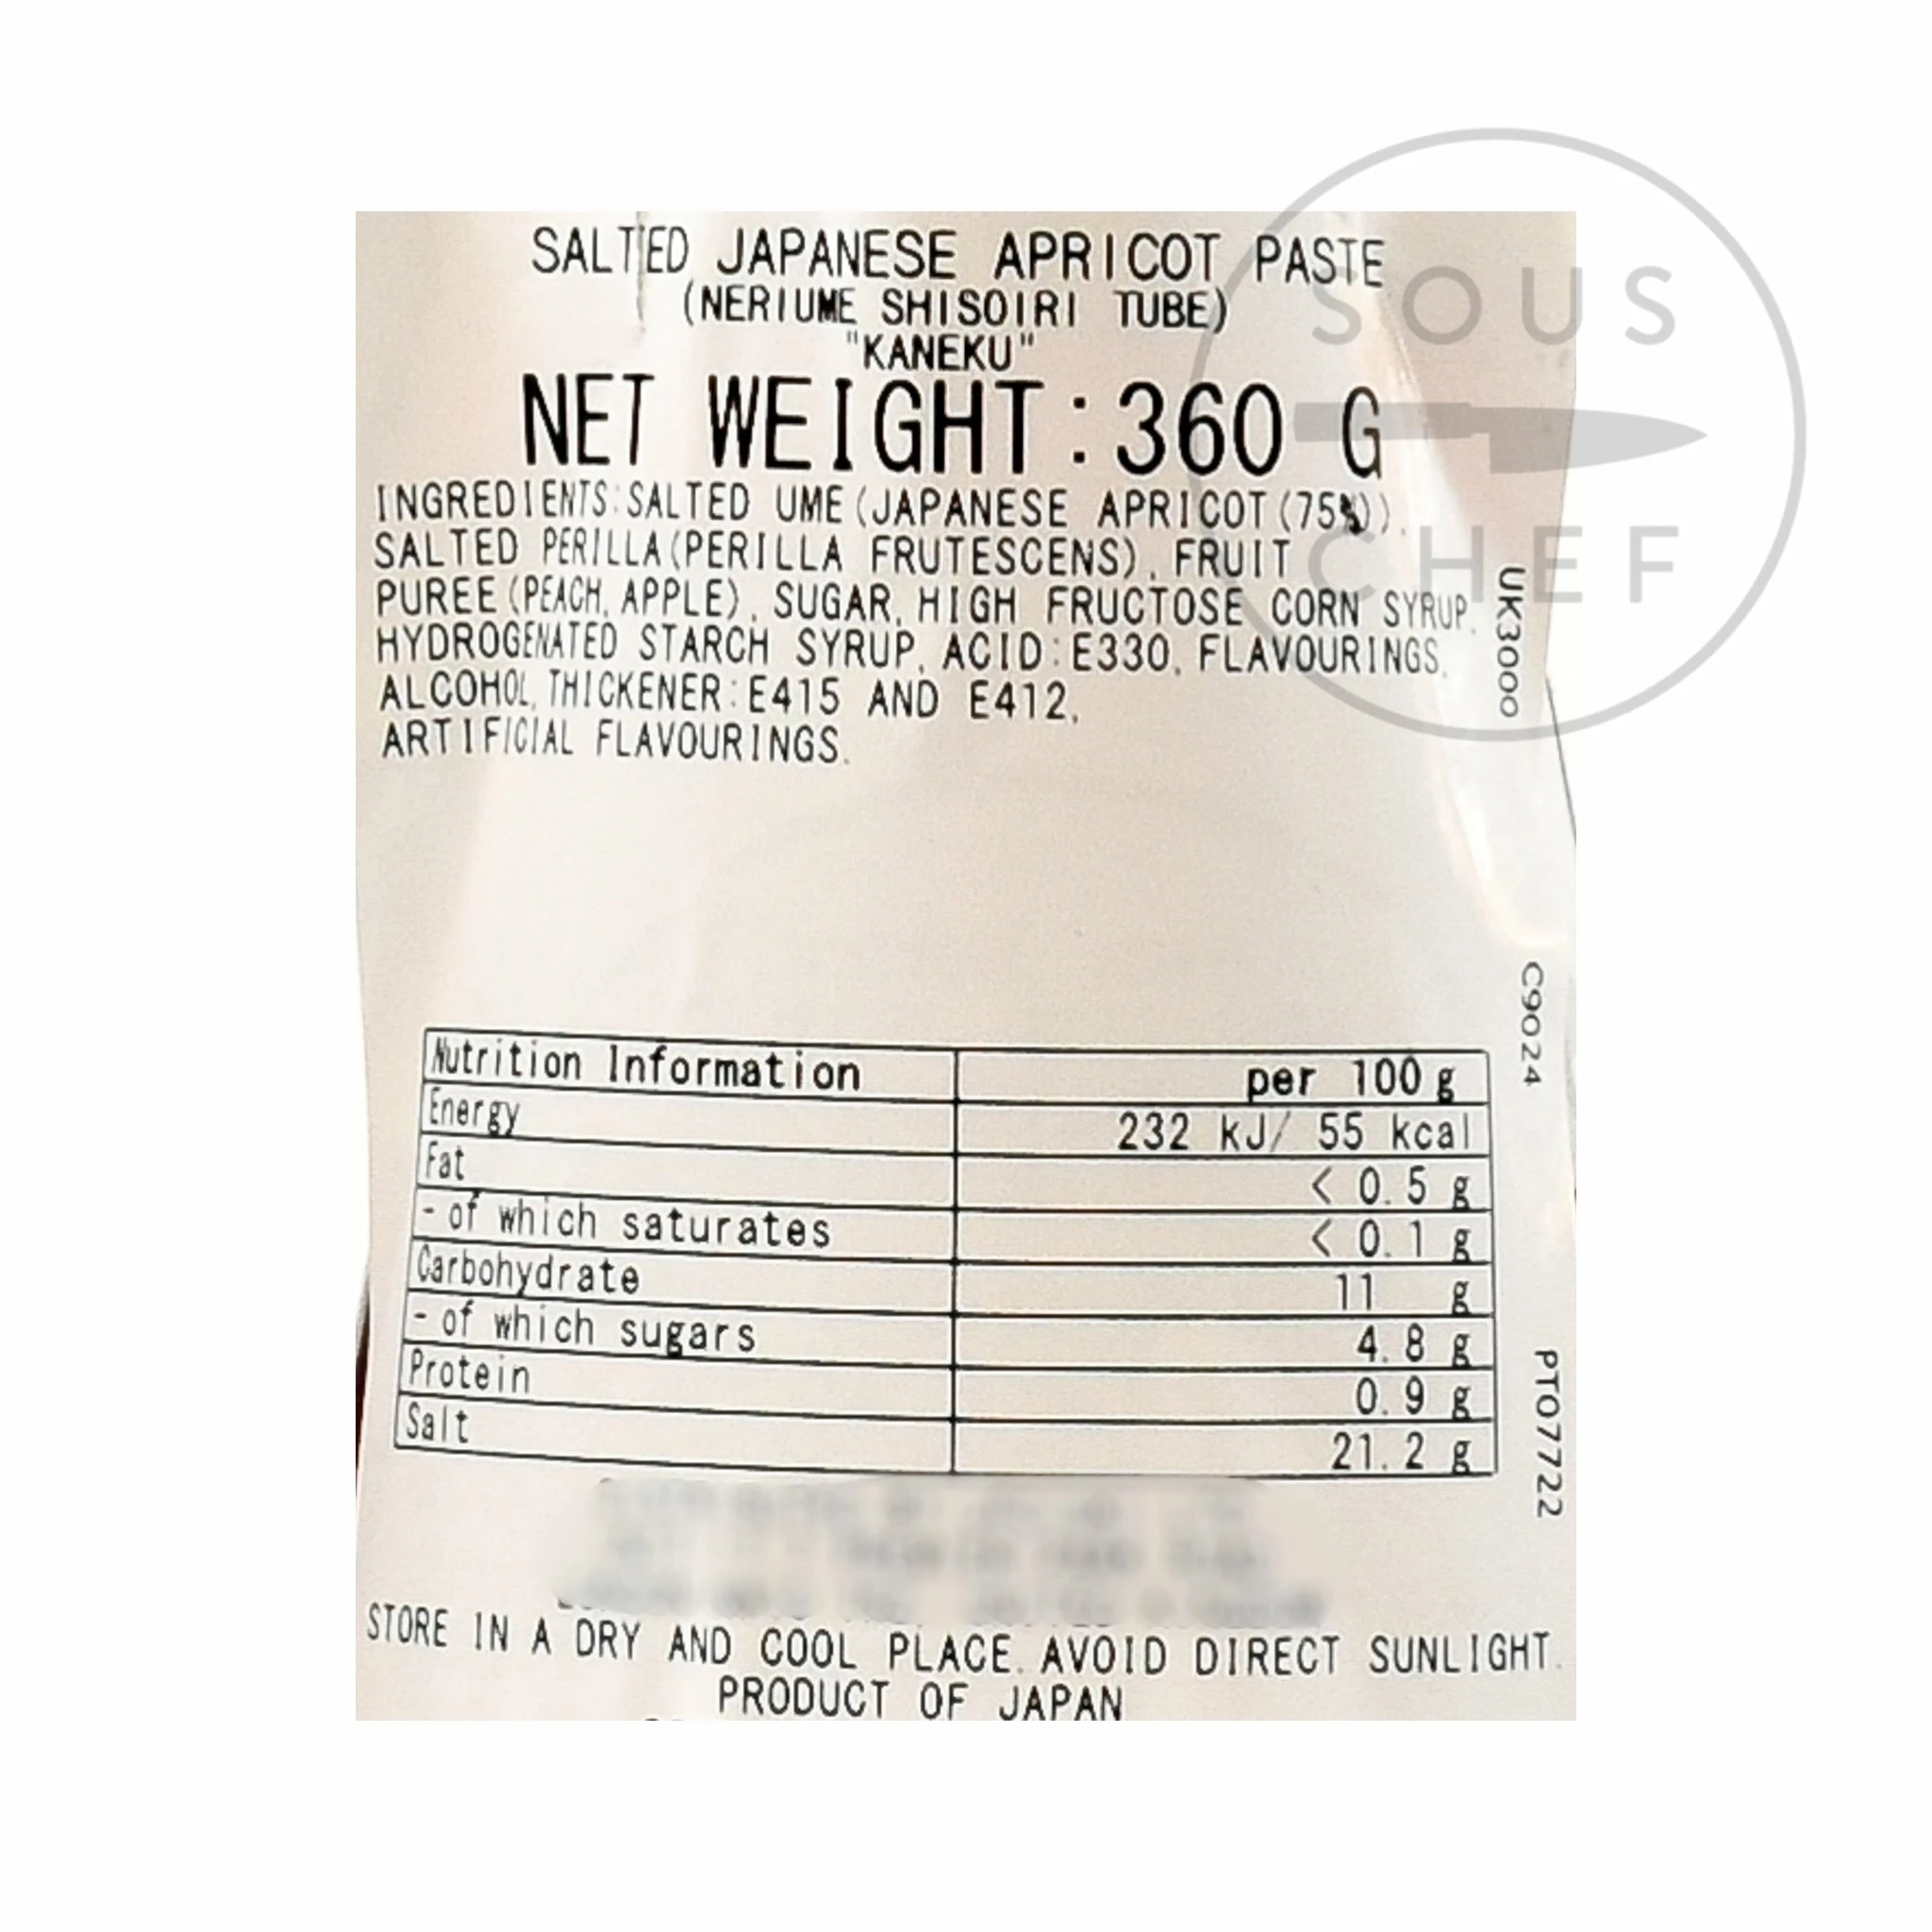 SALTED JAPANESE APRICOT PASTE
(NERIUME SHISOIRI TUBE)
"KANEKU"
NET WEIGHT:360 G
INGREDIENTS:SALTED UME(JAPANESE APRICOT(75%)),
SALTED PERILLA(PERILLA FRUTESCENS), FRUIT
PUREE(PEACH, APPLE), SUGAR, HIGH FRUCTOSE CORN SYRUP,
HYDROGENATED STARCH SYRUP, ACID:E330, FLAVOURINGS,
ALCOHOL, THICKENER:E415 AND E412,
ARTIFICIAL FLAVOURINGS.
Nutrition Information per 100g
Energy 232 kJ/ 55 kcal
Fat < 0.5 g
- of which saturates < 0.1 g
Carbohydrate 11 g
- of which sugars 4.8 g
Protein 0.9 g
Salt 21.2 g
STORE IN A DRY AND COOL PLACE. AVOID DIRECT SUNLIGHT.
PRODUCT OF JAPAN
UK3000
C9024
PT07722
SOUS
CHEF